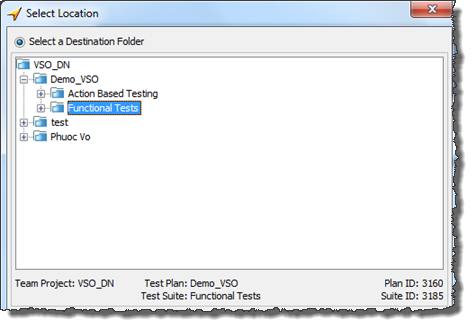 Select Location
Select a Destination Folder
VSO_DN
Demo_VSO
Action Based Testing
Functional Tests
test
Phuoc Vo
Team Project: VSO_DN Test Plan: Demo_VSO Plan ID: 3160
Test Suite: Functional Tests Suite ID: 3185